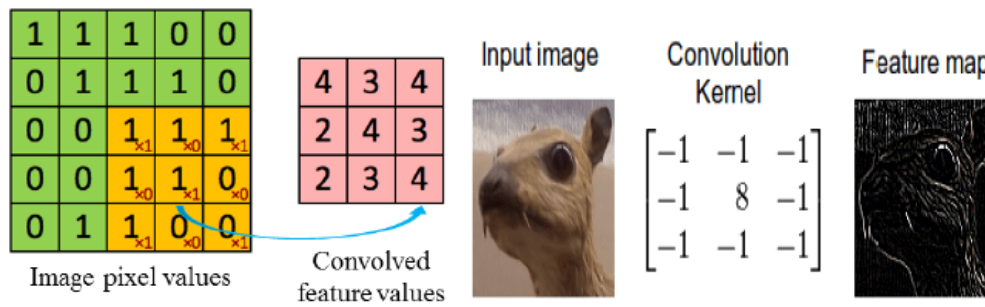 1 1 1 0 0
0 1 1 1 0
0 0 1×1 1×0 1×1
0 0 1×0 1×1 0×0
0 1 1×1 0×0 0×1
Image pixel values
4 3 4
2 4 3
2 3 4
Convolved
feature values
Input image
Convolution
Kernel
-1 -1 -1
-1 8 -1
-1 -1 -1
Feature map